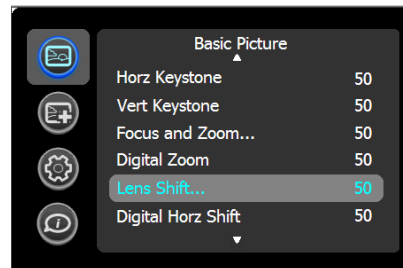 Basic Picture
Horz Keystone 50
Vert Keystone 50
Focus and Zoom... 50
Digital Zoom 50
Lens Shift... 50
Digital Horz Shift 50